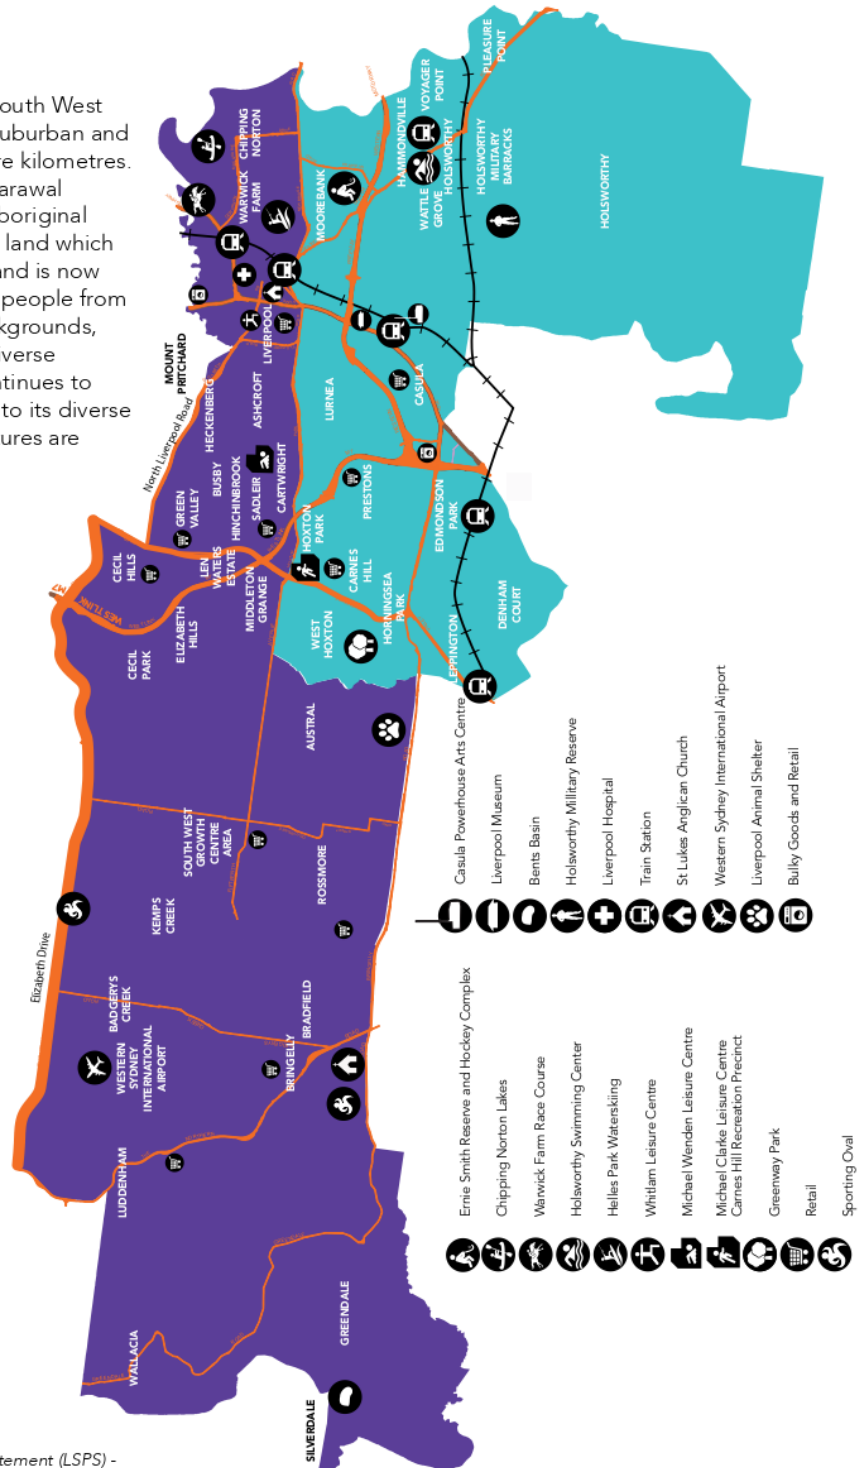 outh West
uburban and
re kilometres.
arawal
boriginal
land which
and is now
people from
kgrounds,
iverse
tinues to
to its diverse
ures are
PLEASURE
POINT
VOYAGER
POINT
HAMMONDVILLE
CHIPPING
NORTON
HOLSWORTHY
HOLSWORTHY
MILITARY
BARRACKS
HOLSWORTHY
WATTLE
GROVE
WARWICK
FARM
MOOREBANK
LIVERPOOL
MOUNT
PRITCHARD
North Liverpool Road
HECKENBERG
ASHCROFT
LURNEA
CASULA
BUSBY
GREEN
VALLEY
HINCHINBROOK
SADLEIR
CARTWRIGHT
PRESTONS
HOXTON
PARK
EDMONDSON
PARK
CECIL
HILLS
LEN
WATERS
ESTATE
MIDDLETON
GRANGE
CARNES
HILL
HORNINGSEA
PARK
DENHAM
COURT
M7
WESTLINK
ELIZABETH
HILLS
CECIL
PARK
WEST
HOXTON
LEPPINGTON
AUSTRAL
SOUTH WEST
GROWTH
CENTRE
AREA
ROSSMORE
KEMPS
CREEK
Elizabeth Drive
BADGERYS
CREEK
BRADFIELD
WESTERN
SYDNEY
INTERNATIONAL
AIRPORT
BRINGELLY
LUDDENHAM
GREENDALE
WALLACIA
SILVERDALE
Casula Powerhouse Arts Centre
Liverpool Museum
Bents Basin
Holsworthy Military Reserve
Liverpool Hospital
Train Station
St Lukes Anglican Church
Western Sydney International Airport
Liverpool Animal Shelter
Bulky Goods and Retail
Ernie Smith Reserve and Hockey Complex
Chipping Norton Lakes
Warwick Farm Race Course
Holsworthy Swimming Center
Helles Park Waterskiing
Whitlam Leisure Centre
Michael Wenden Leisure Centre
Michael Clarke Leisure Centre
Carnes Hill Recreation Precinct
Greenway Park
Retail
Sporting Oval
tement (LSPS) -